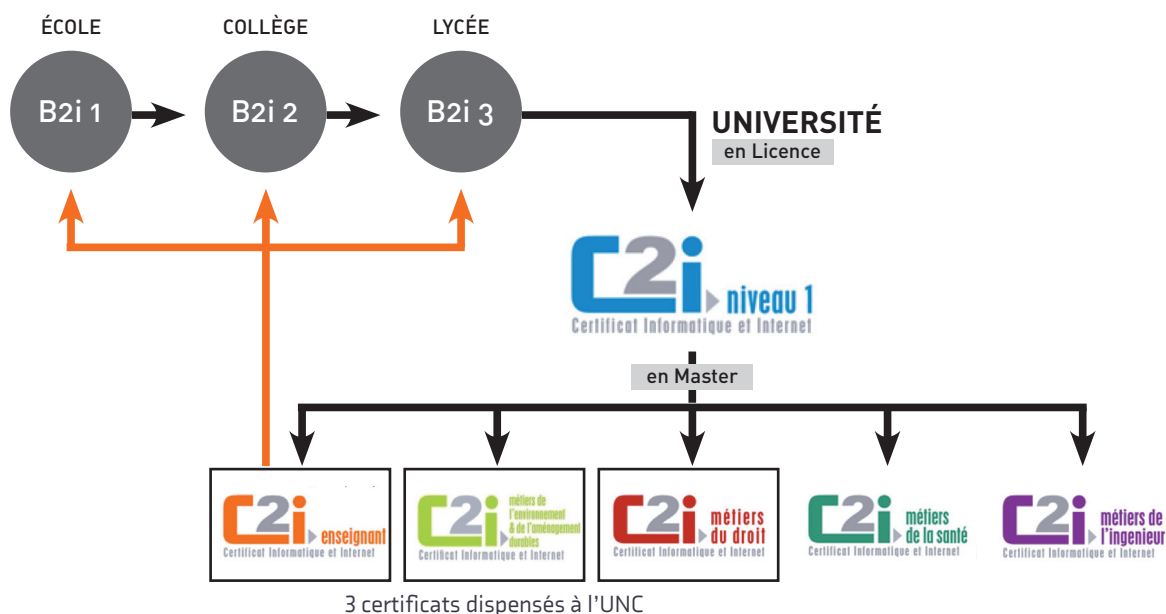 ÉCOLE
COLLÈGE
LYCÉE
B2i 1
B2i 2
B2i 3
UNIVERSITÉ
en Licence
C2i niveau 1
Certificat Informatique et Internet
en Master
C2i enseignant
Certificat Informatique et Internet
C2i métiers de
l'environnement
& de l'aménagement
durables
Certificat Informatique et Internet
C2i métiers
du droit
Certificat Informatique et Internet
C2i métiers
de la santé
Certificat Informatique et Internet
C2i métiers de
l'ingenieur
Certificat Informatique et Internet
3 certificats dispensés à l'UNC